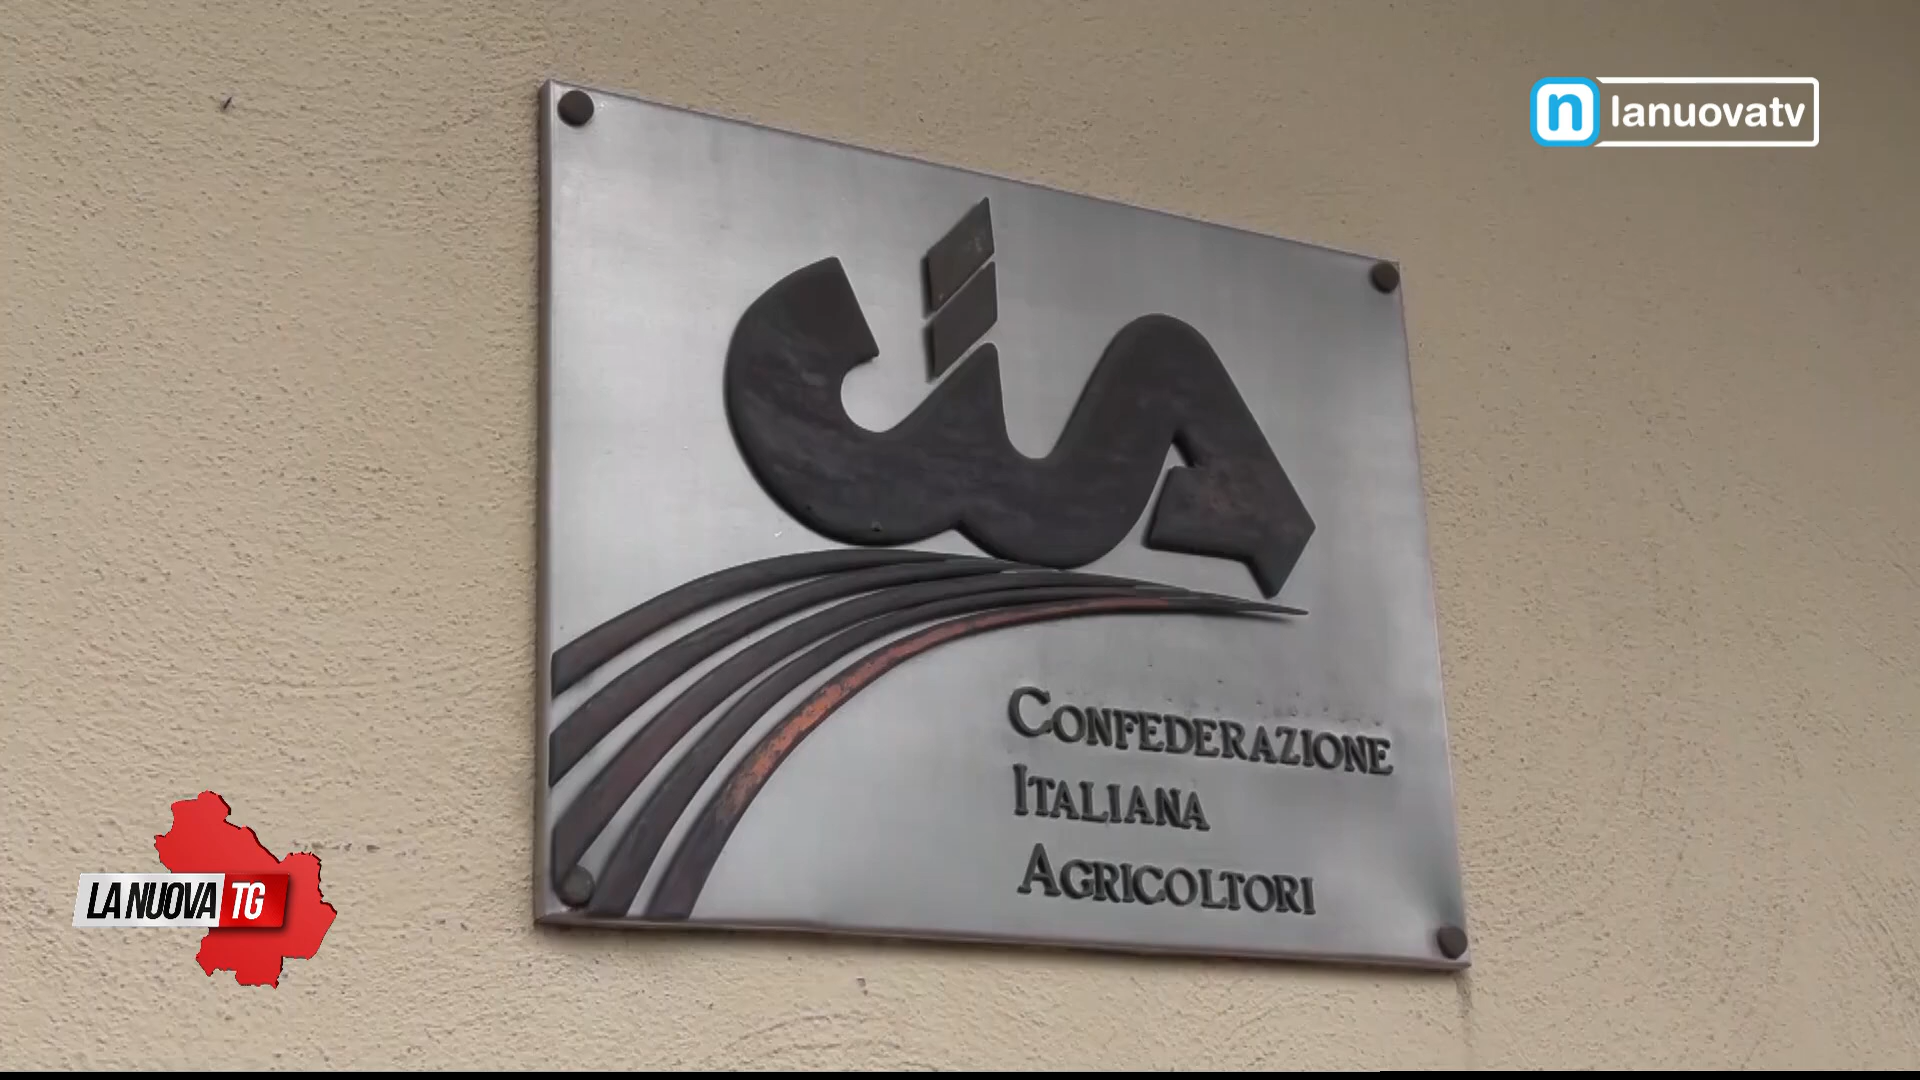 n lanuovatv
cia
CONFEDERAZIONE
ITALIANA
AGRICOLTORI
LA NUOVA TG